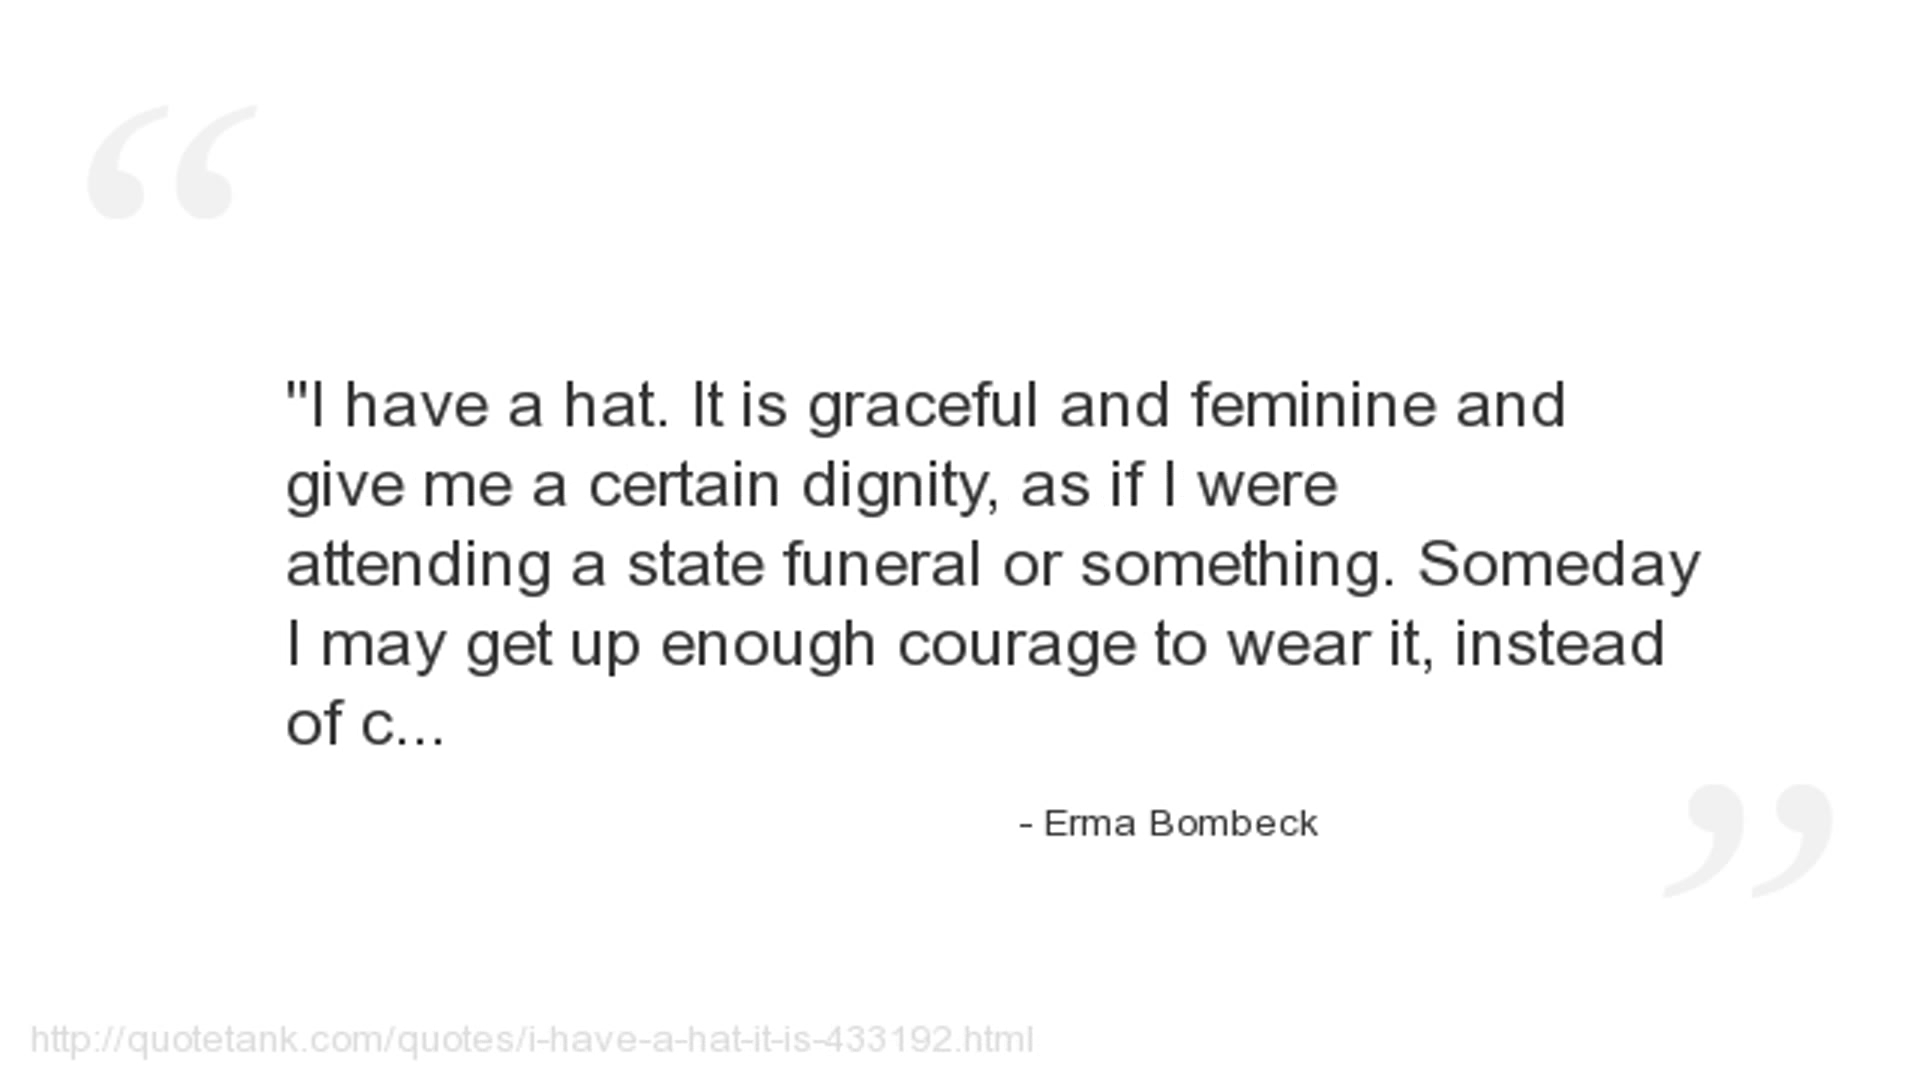 "I have a hat. It is graceful and feminine and
give me a certain dignity, as if I were
attending a state funeral or something. Someday
I may get up enough courage to wear it, instead
of c...
- Erma Bombeck
http://quotetank.com/quotes/i-have-a-hat-it-is-433192.html